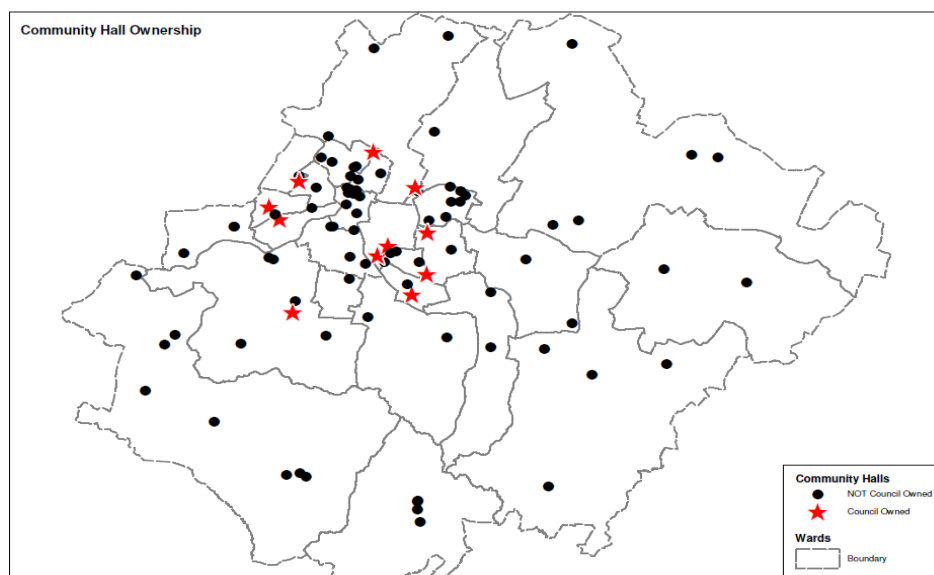 Community Hall Ownership
Community Halls
NOT Council Owned
Council Owned
Wards
Boundary